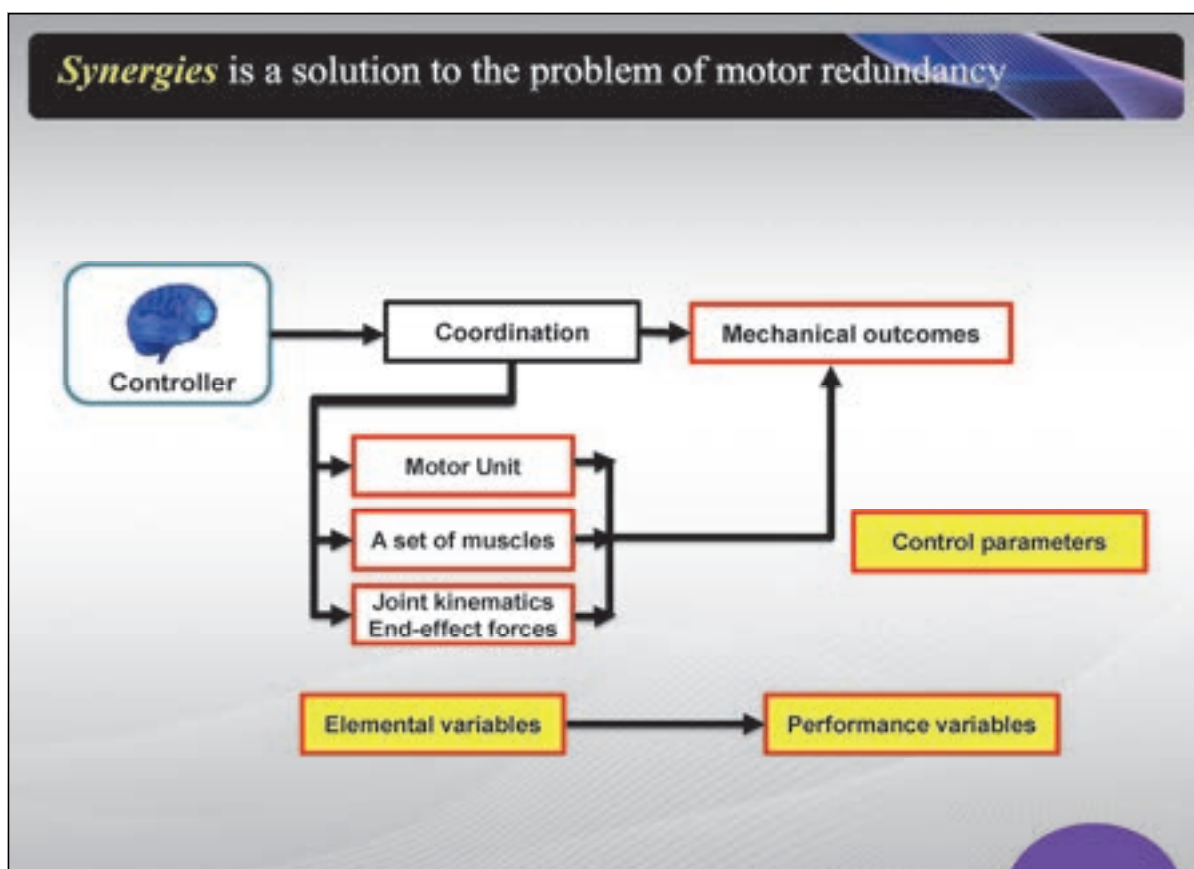 Synergies is a solution to the problem of motor redundancy
Controller
Coordination
Mechanical outcomes
Motor Unit
A set of muscles
Joint kinematics
End-effect forces
Control parameters
Elemental variables
Performance variables